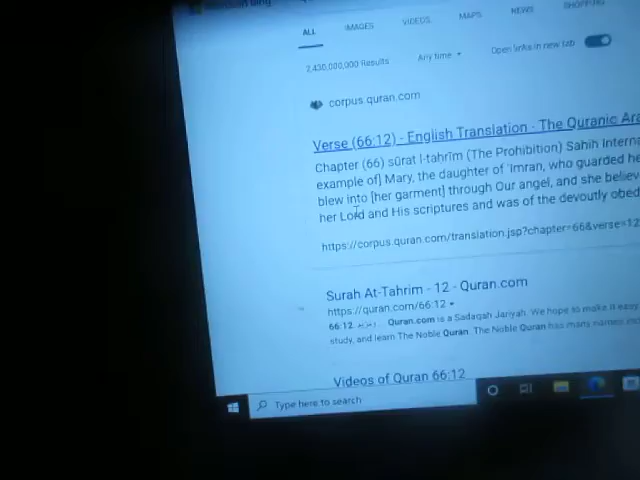 ALL IMAGES VIDEOS MAPS NEWS SHOPPING
2,430,000,000 Results Any time Open links in new tab
corpus.quran.com
Verse (66:12) - English Translation - The Quranic Ara
Chapter (66) sūrat l-taḥrīm (The Prohibition) Sahih Interna
example of] Mary, the daughter of 'Imran, who guarded he
blew into [her garment] through Our angel, and she believ
her Lord and His scriptures and was of the devoutly obed
https://corpus.quran.com/translation.jsp?chapter=66&verse=12
Surah At-Tahrim - 12 - Quran.com
https://quran.com/66:12
66:12 Quran.com is a Sadaqah Jariyah. We hope to make it easy
study, and learn The Noble Quran. The Noble Quran has many names inc
Videos of Quran 66:12
Type here to search